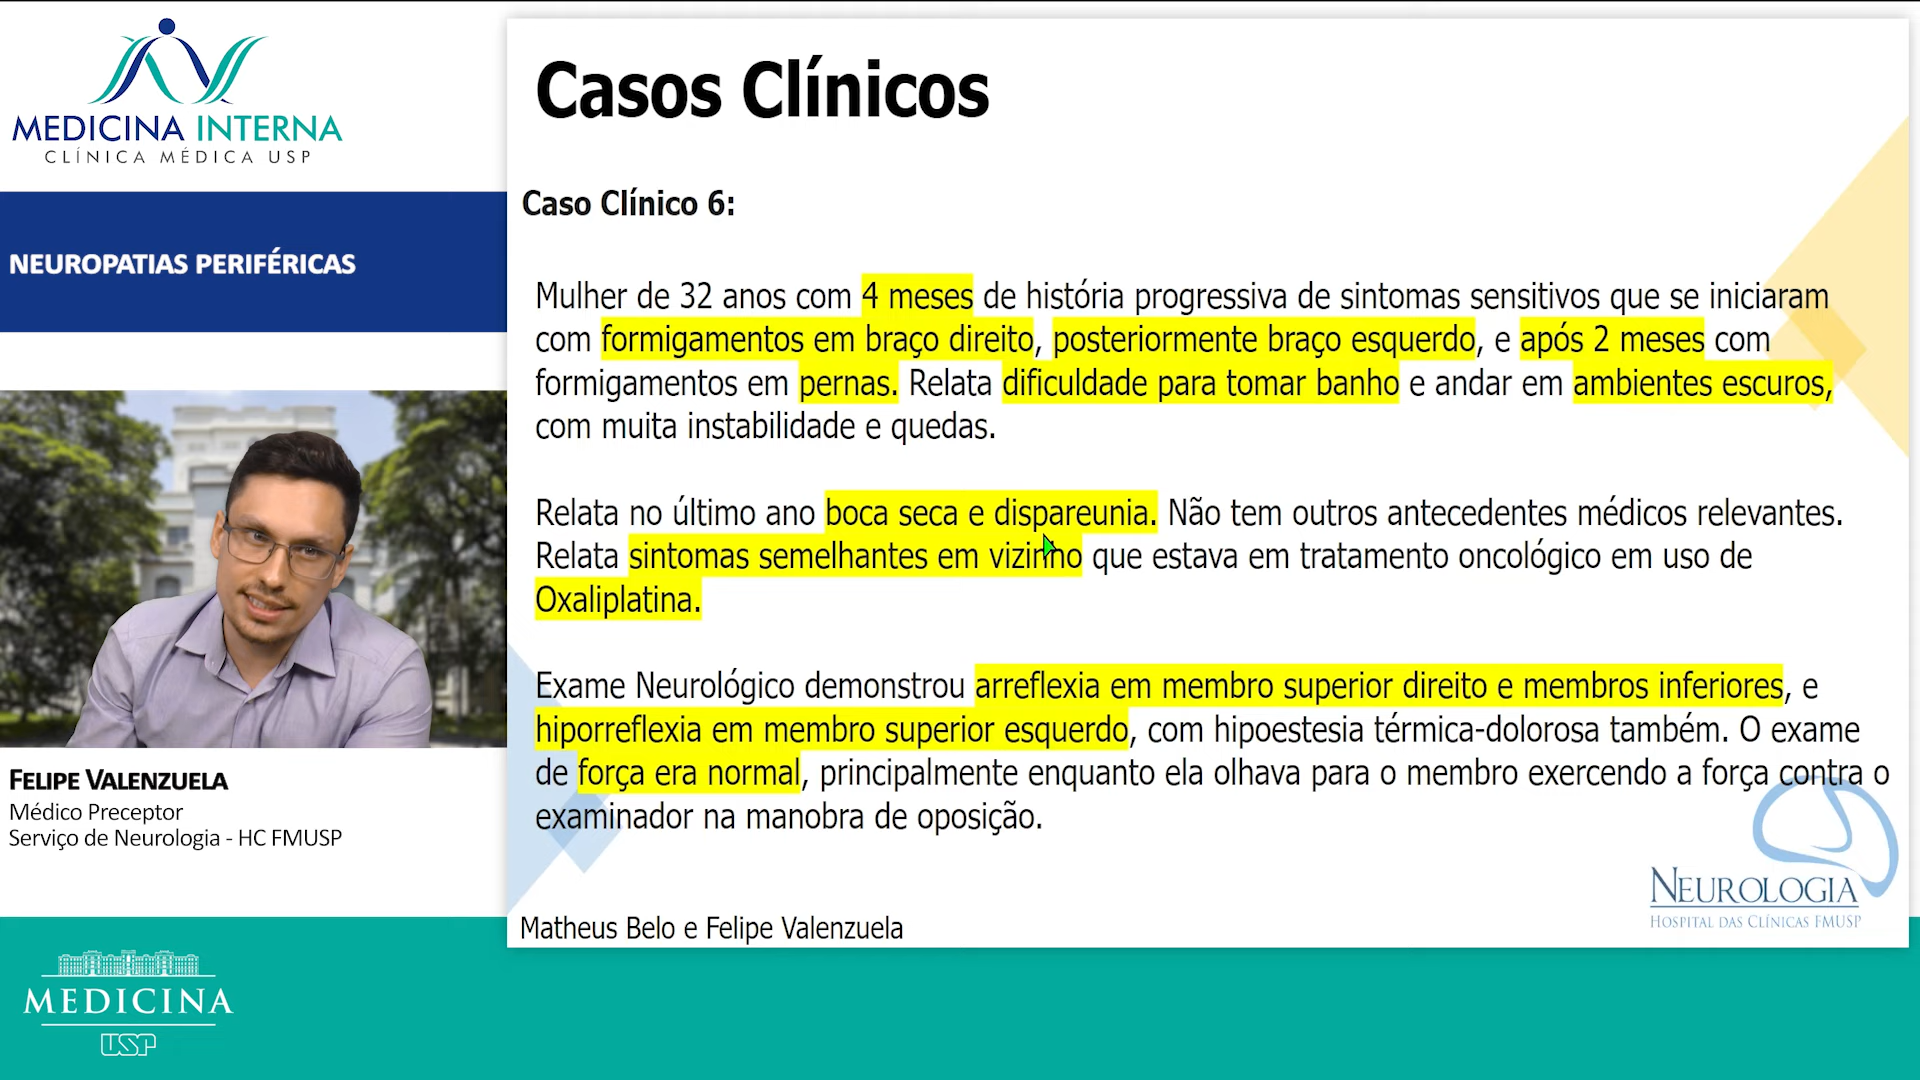 MEDICINA INTERNA
CLÍNICA MÉDICA USP
NEUROPATIAS PERIFÉRICAS
FELIPE VALENZUELA
Médico Preceptor
Serviço de Neurologia - HC FMUSP
MEDICINA
USP
Casos Clínicos
Caso Clínico 6:
Mulher de 32 anos com 4 meses de história progressiva de sintomas sensitivos que se iniciaram
com formigamentos em braço direito, posteriormente braço esquerdo, e após 2 meses com
formigamentos em pernas. Relata dificuldade para tomar banho e andar em ambientes escuros,
com muita instabilidade e quedas.
Relata no último ano boca seca e dispareunia. Não tem outros antecedentes médicos relevantes.
Relata sintomas semelhantes em vizinho que estava em tratamento oncológico em uso de
Oxaliplatina.
Exame Neurológico demonstrou arreflexia em membro superior direito e membros inferiores, e
hiporreflexia em membro superior esquerdo, com hipoestesia térmica-dolorosa também. O exame
de força era normal, principalmente enquanto ela olhava para o membro exercendo a força contra o
examinador na manobra de oposição.
NEUROLOGIA
HOSPITAL DAS CLÍNICAS FMUSP
Matheus Belo e Felipe Valenzuela